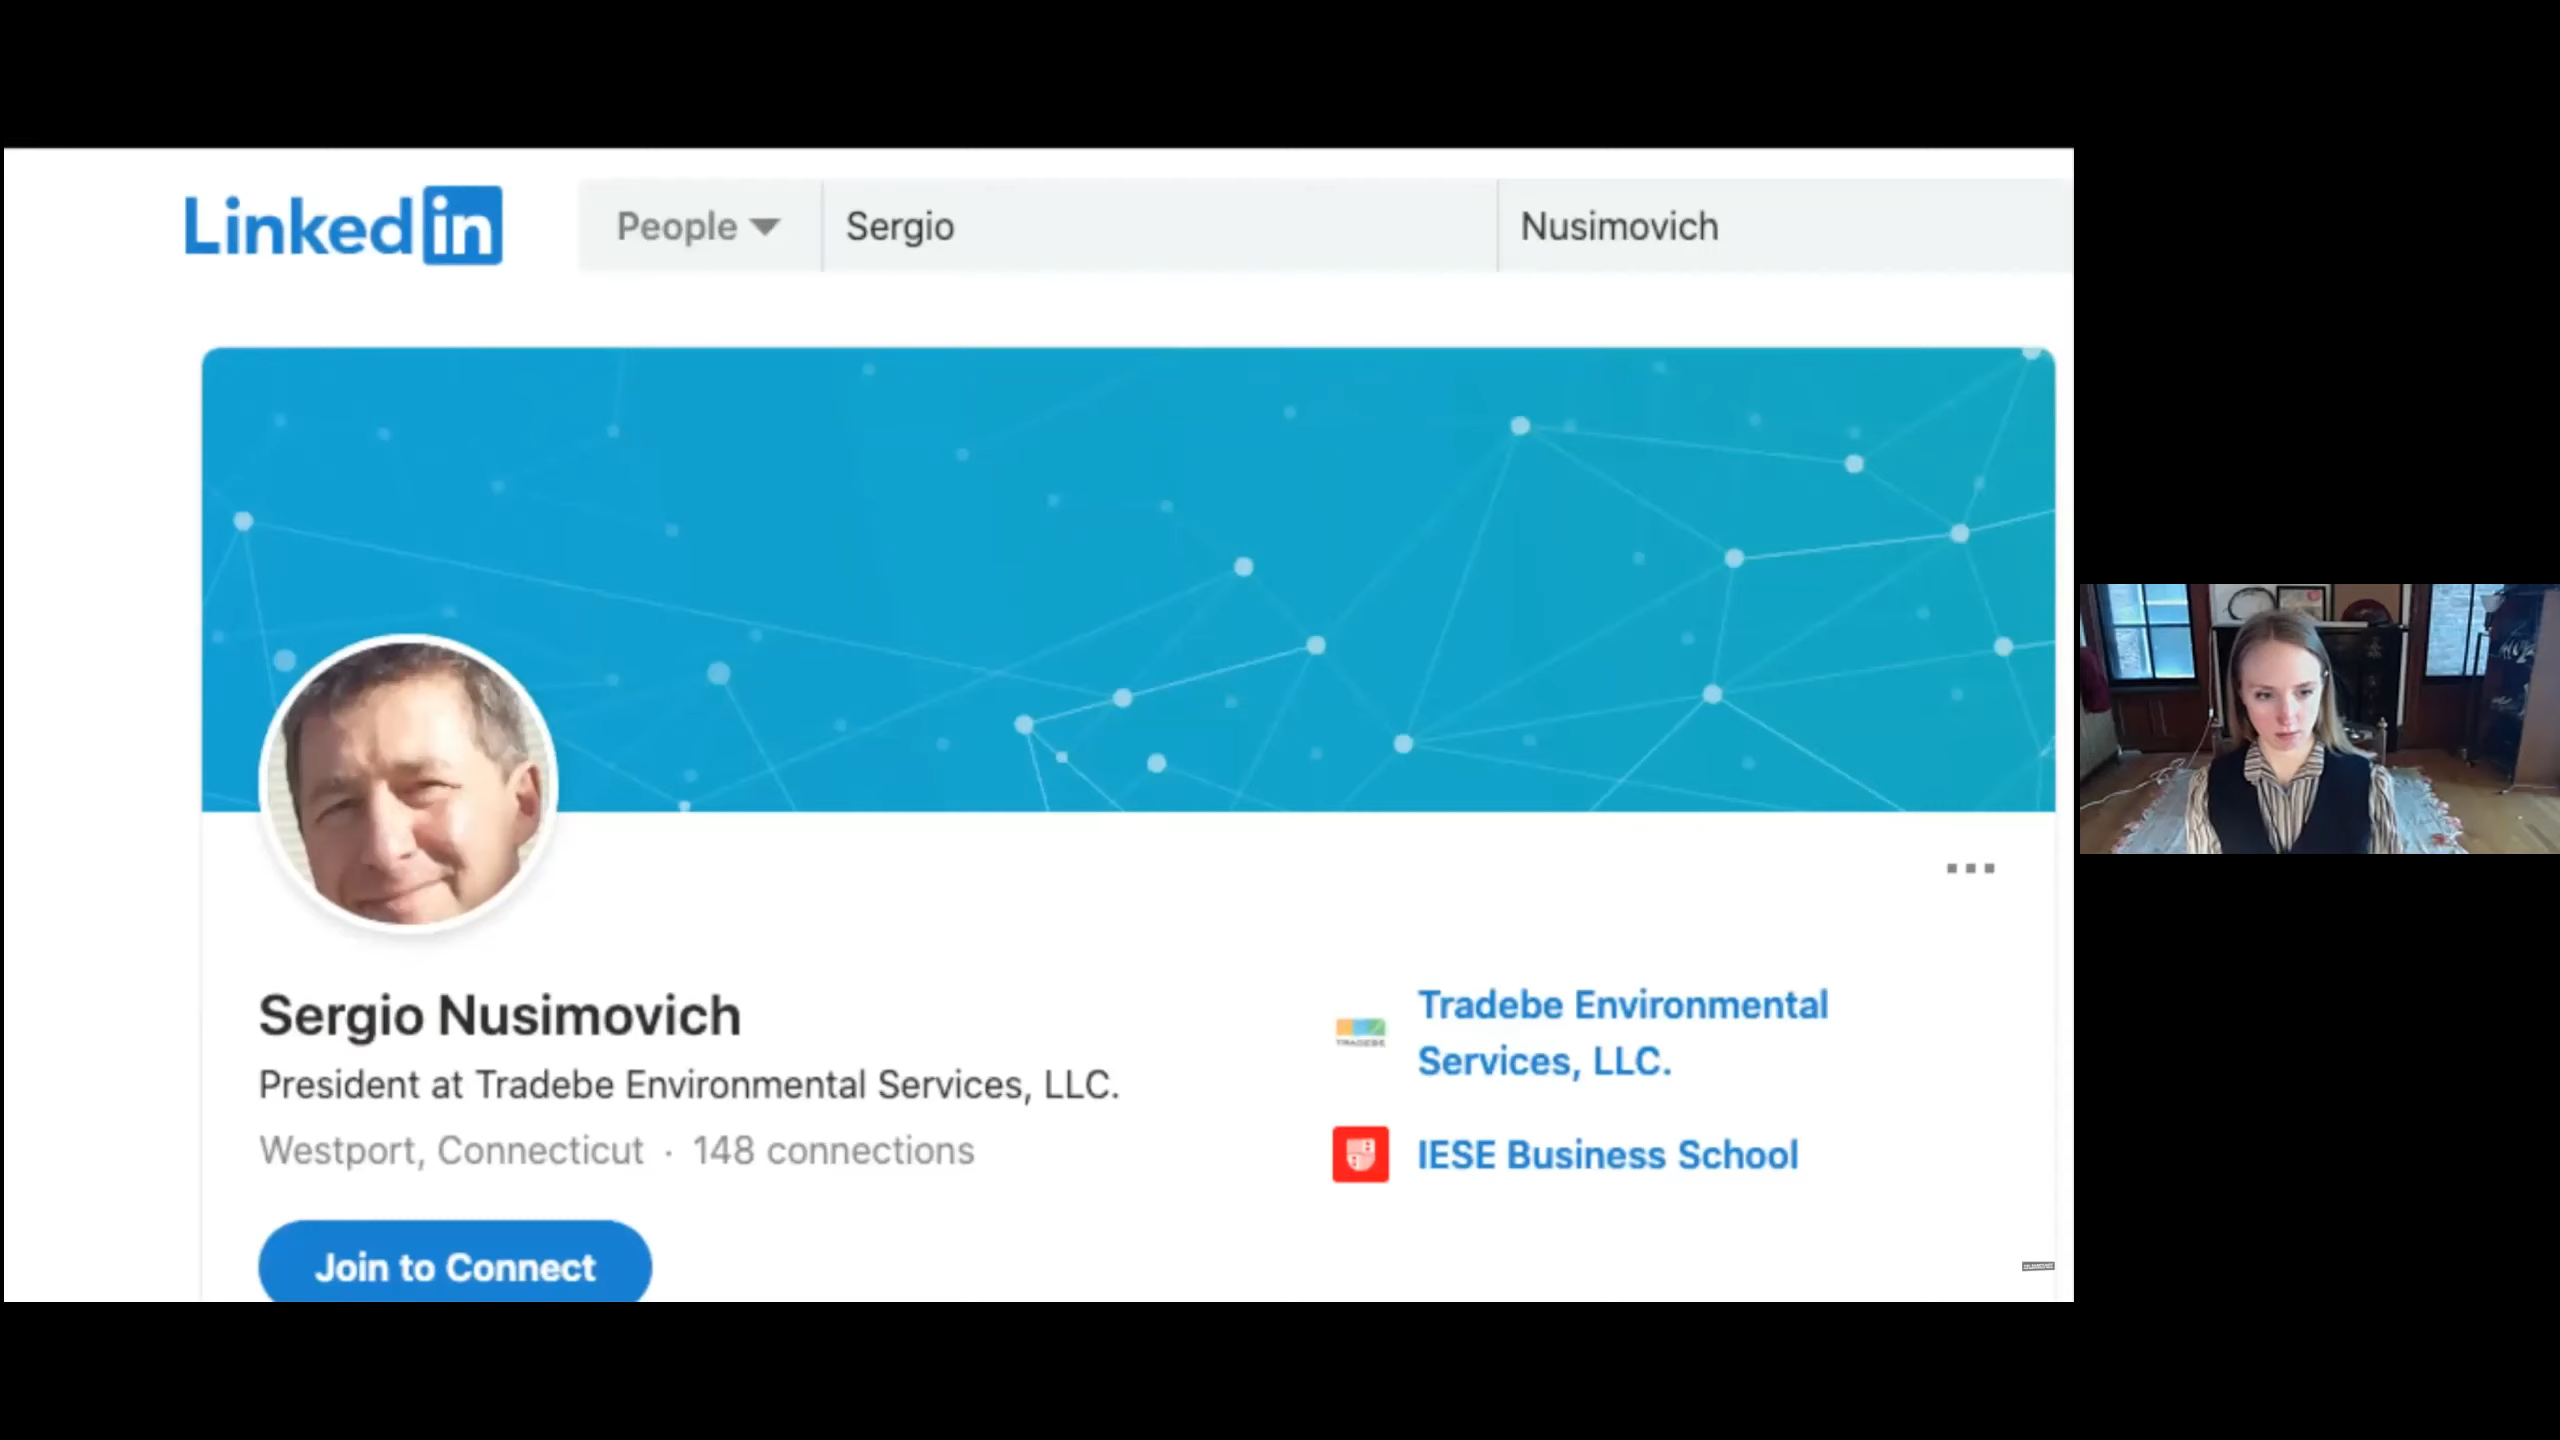 Linked in
People
Sergio
Nusimovich
Sergio Nusimovich
President at Tradebe Environmental Services, LLC.
Westport, Connecticut · 148 connections
Join to Connect
TRADEBE
Tradebe Environmental
Services, LLC.
IESE Business School